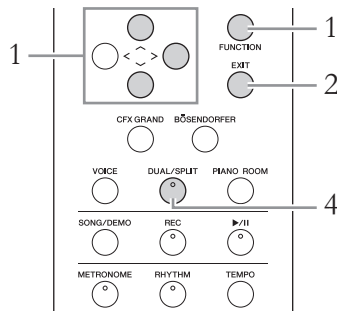 1
1
FUNCTION
EXIT
2
CFX GRAND BÖSENDORFER
VOICE DUAL/SPLIT PIANO ROOM
4
SONG/DEMO REC ►/II
METRONOME RHYTHM TEMPO